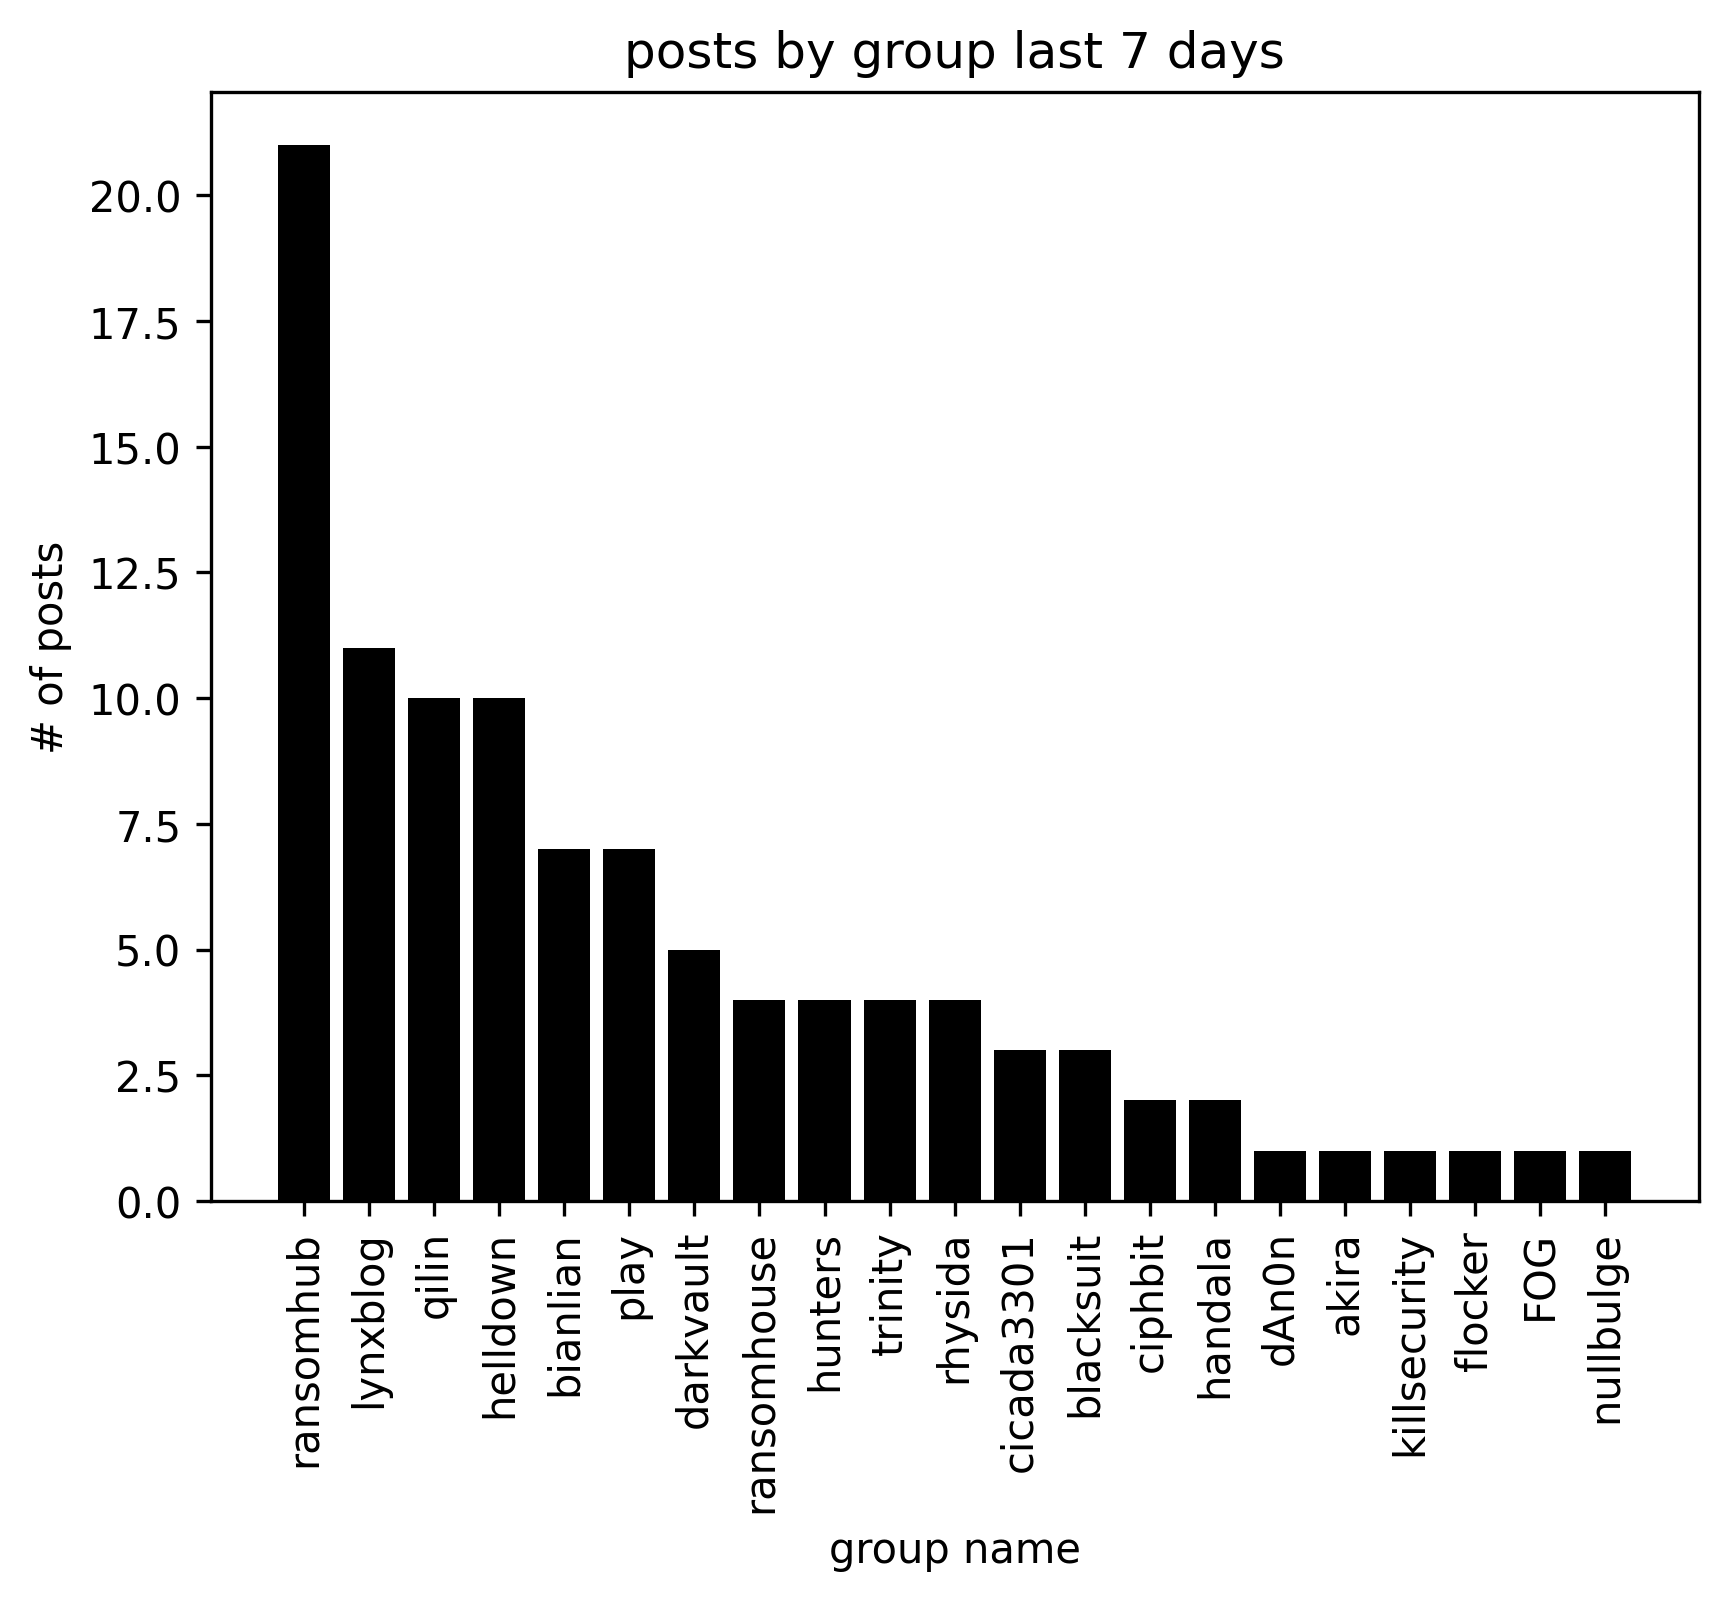 posts by group last 7 days
# of posts
20.0
17.5
15.0
12.5
10.0
7.5
5.0
2.5
0.0
ransomhub
lynxblog
qilin
helldown
bianlian
play
darkvault
ransomhouse
hunters
trinity
rhysida
cicada3301
blacksuit
ciphbit
handala
dAn0n
akira
killsecurity
flocker
FOG
nullbulge
group name